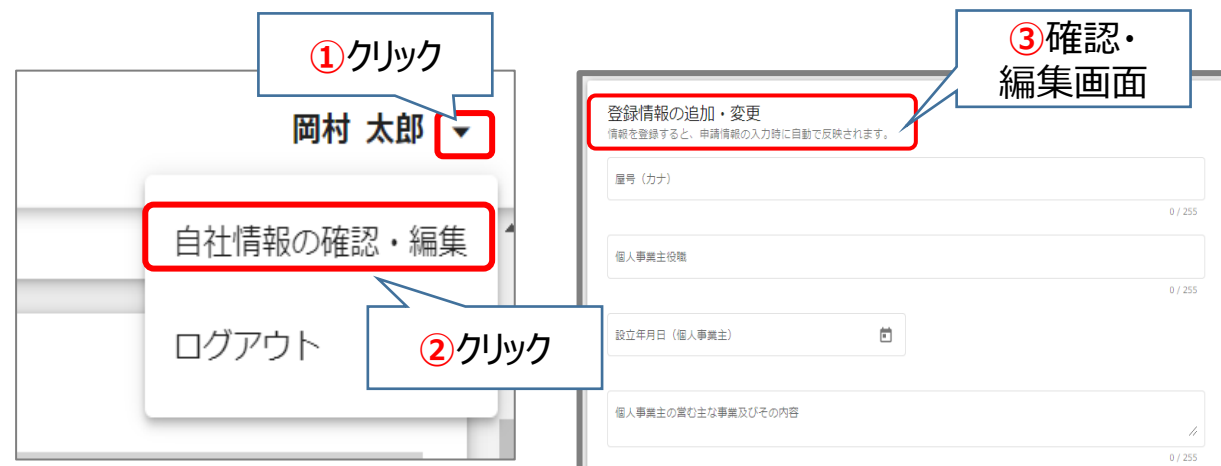 ①クリック
岡村 太郎
自社情報の確認・編集
ログアウト
②クリック
③確認・
編集画面
登録情報の追加・変更
情報を登録すると、申請情報の入力時に自動で反映されます。
屋号（カナ）
0 / 255
個人事業主役職
0 / 255
設立年月日（個人事業主）
個人事業主の営む主な事業及びその内容
0 / 255